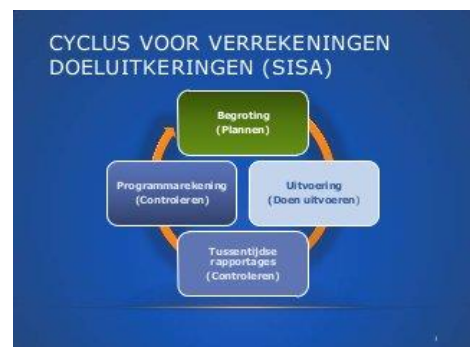 CYCLUS VOOR VERREKENINGEN
DOELUITKERINGEN (SISA)
Begroting
(Plannen)
Programmarekening
(Controleren)
Uitvoering
(Doen uitvoeren)
Tussentijdse
rapportages
(Controleren)